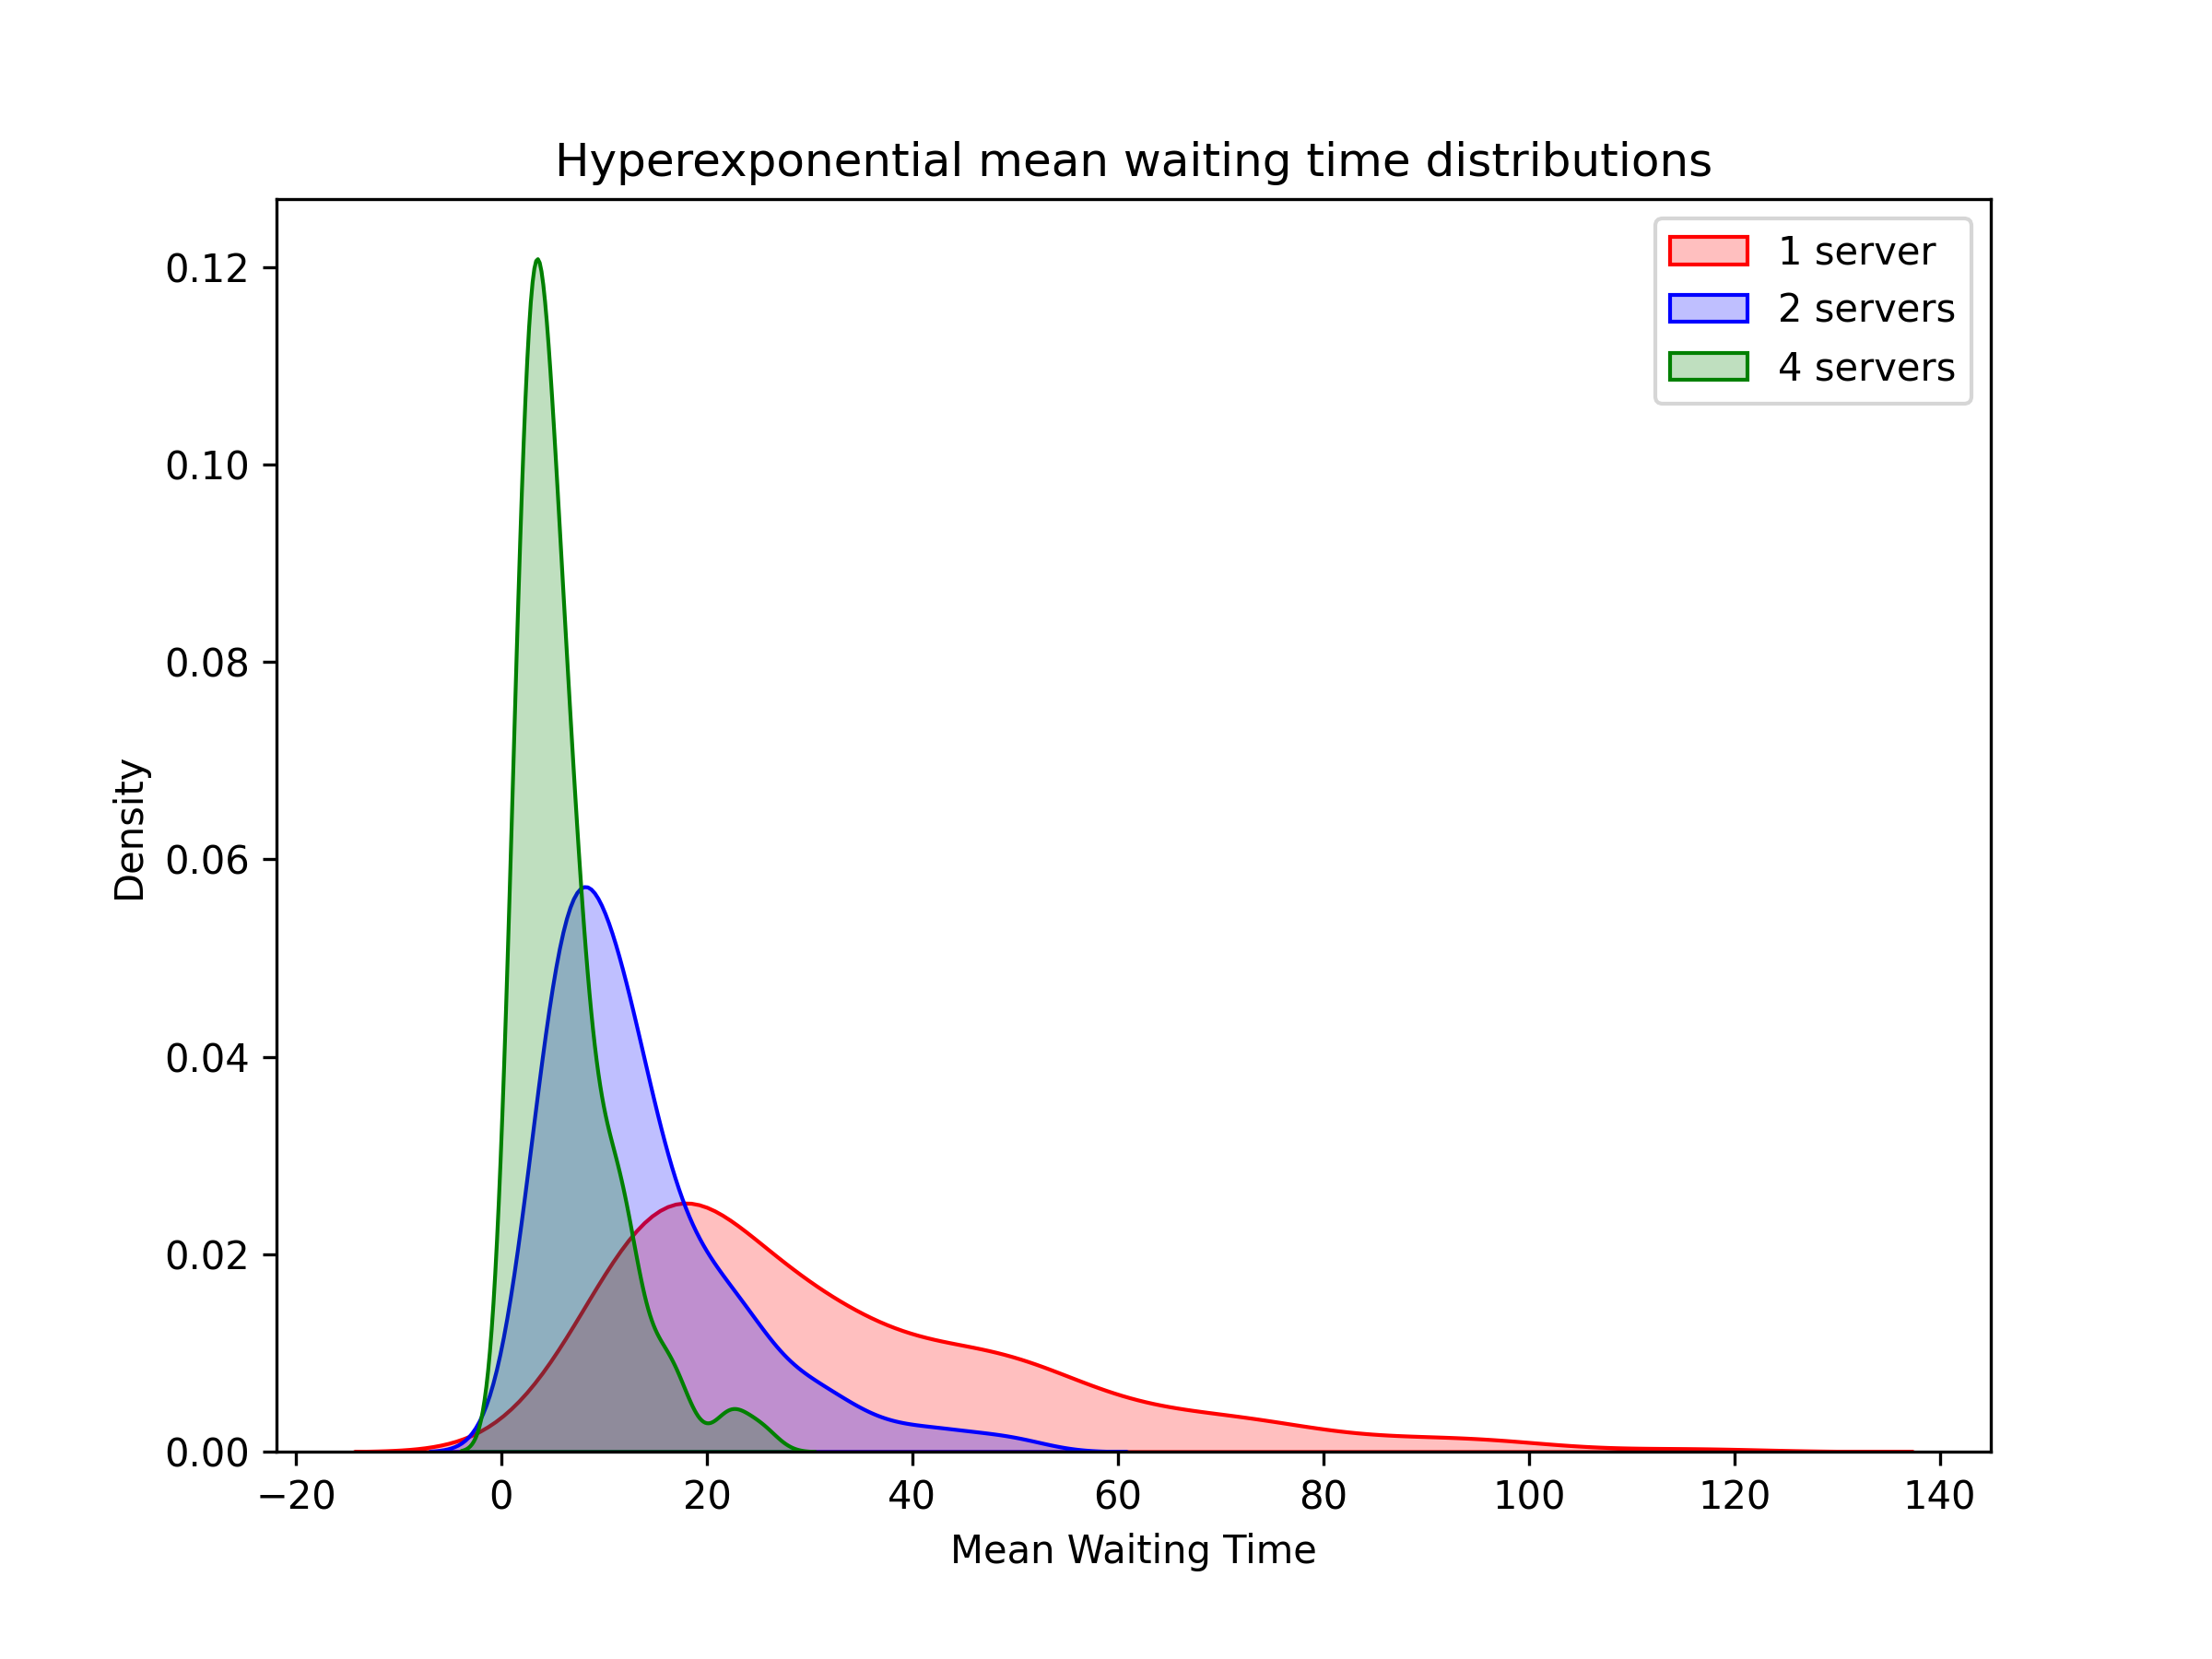 Hyperexponential mean waiting time distributions
1 server
2 servers
4 servers
0.12
0.10
0.08
0.06
0.04
0.02
0.00
Density
−20 0 20 40 60 80 100 120 140
Mean Waiting Time